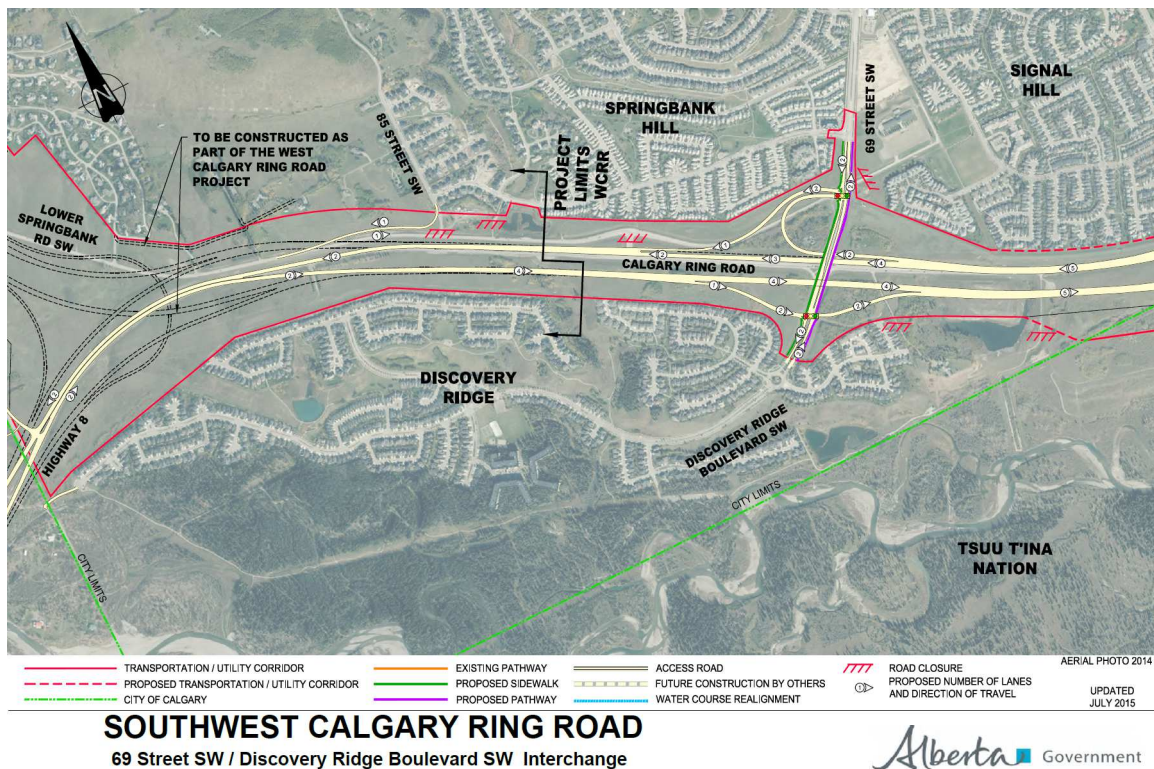 SPRINGBANK
HILL
SIGNAL
HILL
69 STREET SW
85 STREET SW
N
TO BE CONSTRUCTED AS
PART OF THE WEST
CALGARY RING ROAD
PROJECT
PROJECT
LIMITS
WCRR
LOWER
SPRINGBANK
RD SW
CALGARY RING ROAD
DISCOVERY
RIDGE
HIGHWAY 8
DISCOVERY RIDGE
BOULEVARD SW
CITY LIMITS
CITY LIMITS
TSUU T'INA
NATION
TRANSPORTATION / UTILITY CORRIDOR
PROPOSED TRANSPORTATION / UTILITY CORRIDOR
CITY OF CALGARY
EXISTING PATHWAY
PROPOSED SIDEWALK
PROPOSED PATHWAY
ACCESS ROAD
FUTURE CONSTRUCTION BY OTHERS
WATER COURSE REALIGNMENT
ROAD CLOSURE
1 PROPOSED NUMBER OF LANES
AND DIRECTION OF TRAVEL
AERIAL PHOTO 2014
UPDATED
JULY 2015
SOUTHWEST CALGARY RING ROAD
69 Street SW / Discovery Ridge Boulevard SW Interchange
Alberta Government